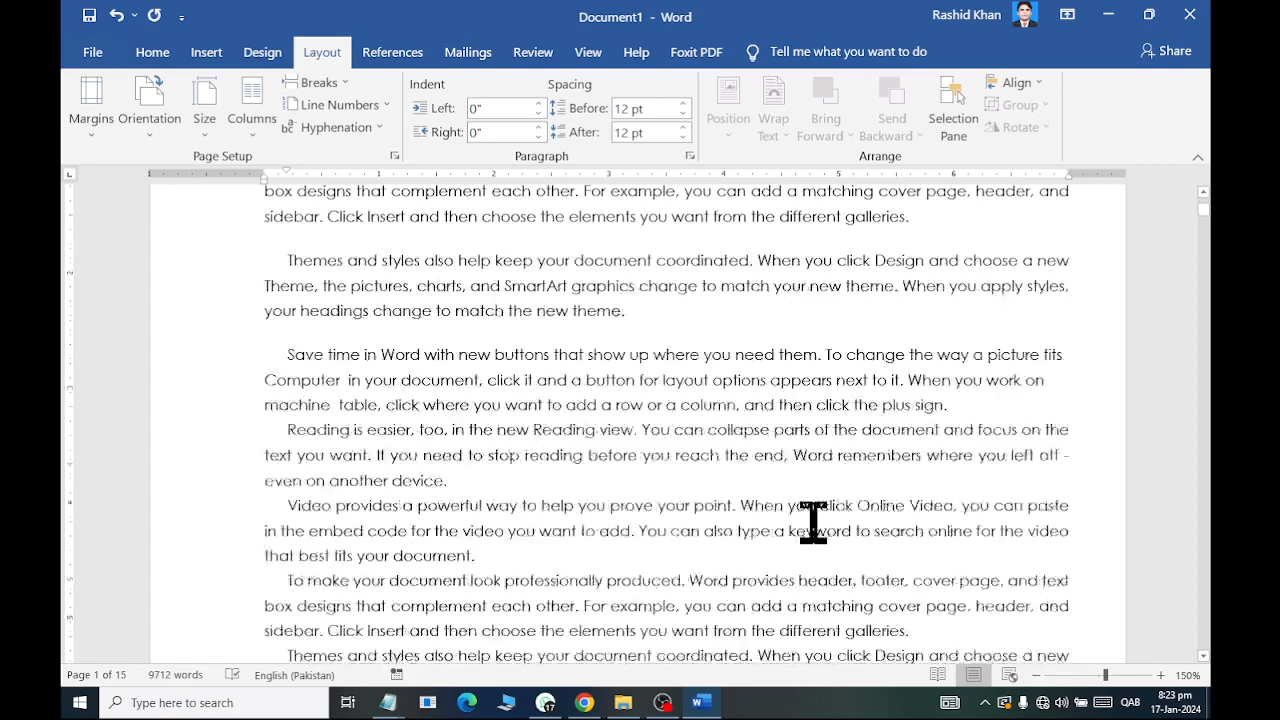 Document1 - Word
Rashid Khan
File Home Insert Design Layout References Mailings Review View Help Foxit PDF Tell me what you want to do Share
Margins Orientation Size Columns
Breaks
Line Numbers
Hyphenation
Page Setup
Indent Spacing
Left: 0" Before: 12 pt
Right: 0" After: 12 pt
Paragraph
Position Wrap Text Bring Forward Send Backward Selection Pane
Align
Group
Rotate
Arrange
1 1 2 3 4 5 6
box designs that complement each other. For example, you can add a matching cover page, header, and
sidebar. Click Insert and then choose the elements you want from the different galleries.
Themes and styles also help keep your document coordinated. When you click Design and choose a new
Theme, the pictures, charts, and SmartArt graphics change to match your new theme. When you apply styles,
your headings change to match the new theme.
Save time in Word with new buttons that show up where you need them. To change the way a picture fits
Computer in your document, click it and a button for layout options appears next to it. When you work on
machine table, click where you want to add a row or a column, and then click the plus sign.
Reading is easier, too, in the new Reading view. You can collapse parts of the document and focus on the
text you want. If you need to stop reading before you reach the end, Word remembers where you left off -
even on another device.
Video provides a powerful way to help you prove your point. When you click Online Video, you can paste
in the embed code for the video you want to add. You can also type a keyword to search online for the video
that best fits your document.
To make your document look professionally produced, Word provides header, footer, cover page, and text
box designs that complement each other. For example, you can add a matching cover page, header, and
sidebar. Click Insert and then choose the elements you want from the different galleries.
Themes and styles also help keep your document coordinated. When you click Design and choose a new
Page 1 of 15 9712 words English (Pakistan) 150%
Type here to search
QAB
8:23 pm
17-Jan-2024